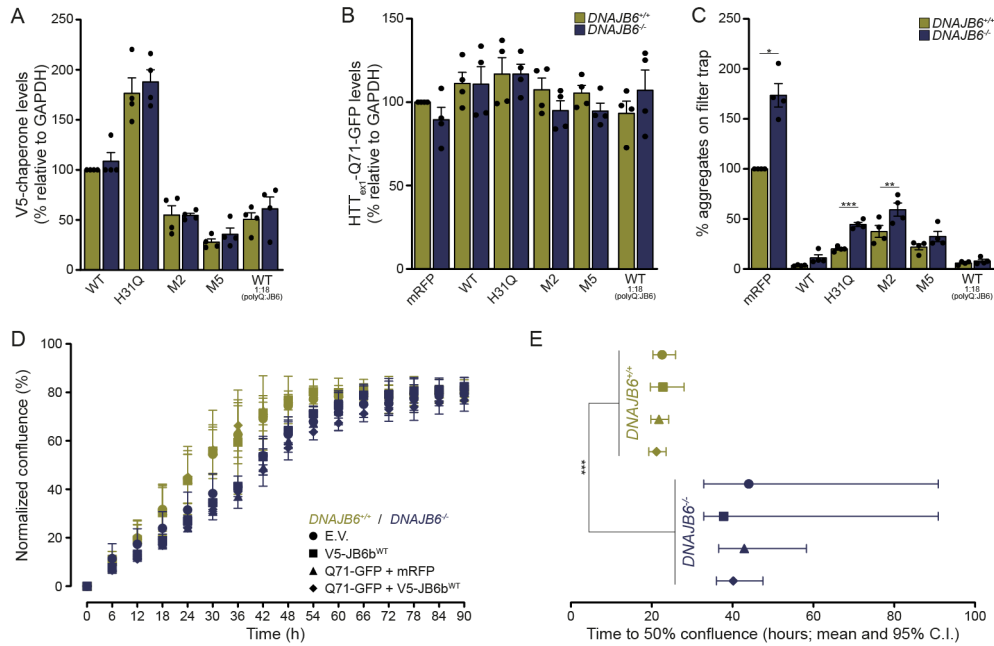 A
V5-chaperone levels
(% relative to GAPDH)
250
200
150
100
50
0
WT
H31Q
M2
M5
WT
1:18
(polyQ:JB6)
B
HTTex1-Q71-GFP levels
(% relative to GAPDH)
DNAJB6+/+
DNAJB6-/-
150
100
50
0
mRFP
WT
H31Q
M2
M5
WT
1:18
(polyQ:JB6)
C
% aggregates on filter trap
DNAJB6+/+
DNAJB6-/-
250
200
150
100
50
0
*
***
**
mRFP
WT
H31Q
M2
M5
WT
1:18
(polyQ:JB6)
D
Normalized confluence (%)
100
80
60
40
20
0
DNAJB6+/+ / DNAJB6-/-
E.V.
V5-JB6bWT
Q71-GFP + mRFP
Q71-GFP + V5-JB6bWT
0 6 12 18 24 30 36 42 48 54 60 66 72 78 84 90
Time (h)
E
DNAJB6+/+
***
DNAJB6-/-
0 20 40 60 80 100
Time to 50% confluence (hours; mean and 95% C.I.)